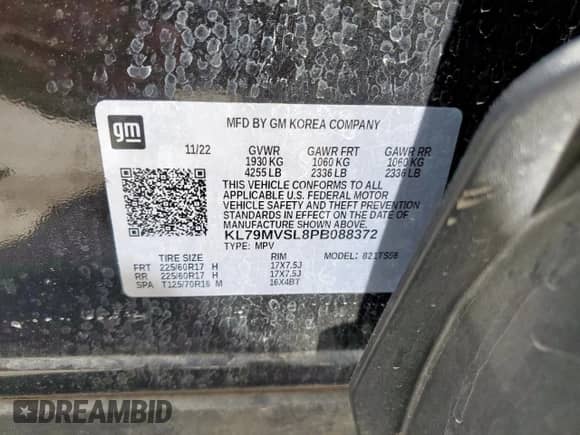 gm
MFD BY GM KOREA COMPANY
11/22 GVWR GAWR FRT GAWR RR
1930 KG 1060 KG 1060 KG
4255 LB 2336 LB 2336 LB
THIS VEHICLE CONFORMS TO ALL
APPLICABLE U.S. FEDERAL MOTOR
VEHICLE SAFETY AND THEFT PREVENTION
STANDARDS IN EFFECT ON THE DATE OF
MANUFACTURE SHOWN ABOVE.
KL79MVSL8PB088372
TYPE: MPV MODEL: 821TS56
TIRE SIZE RIM
FRT 225/60R17 H 17X7.5J
RR 225/60R17 H 17X7.5J
SPA T125/70R16 M 16X4BT
DREAMBID